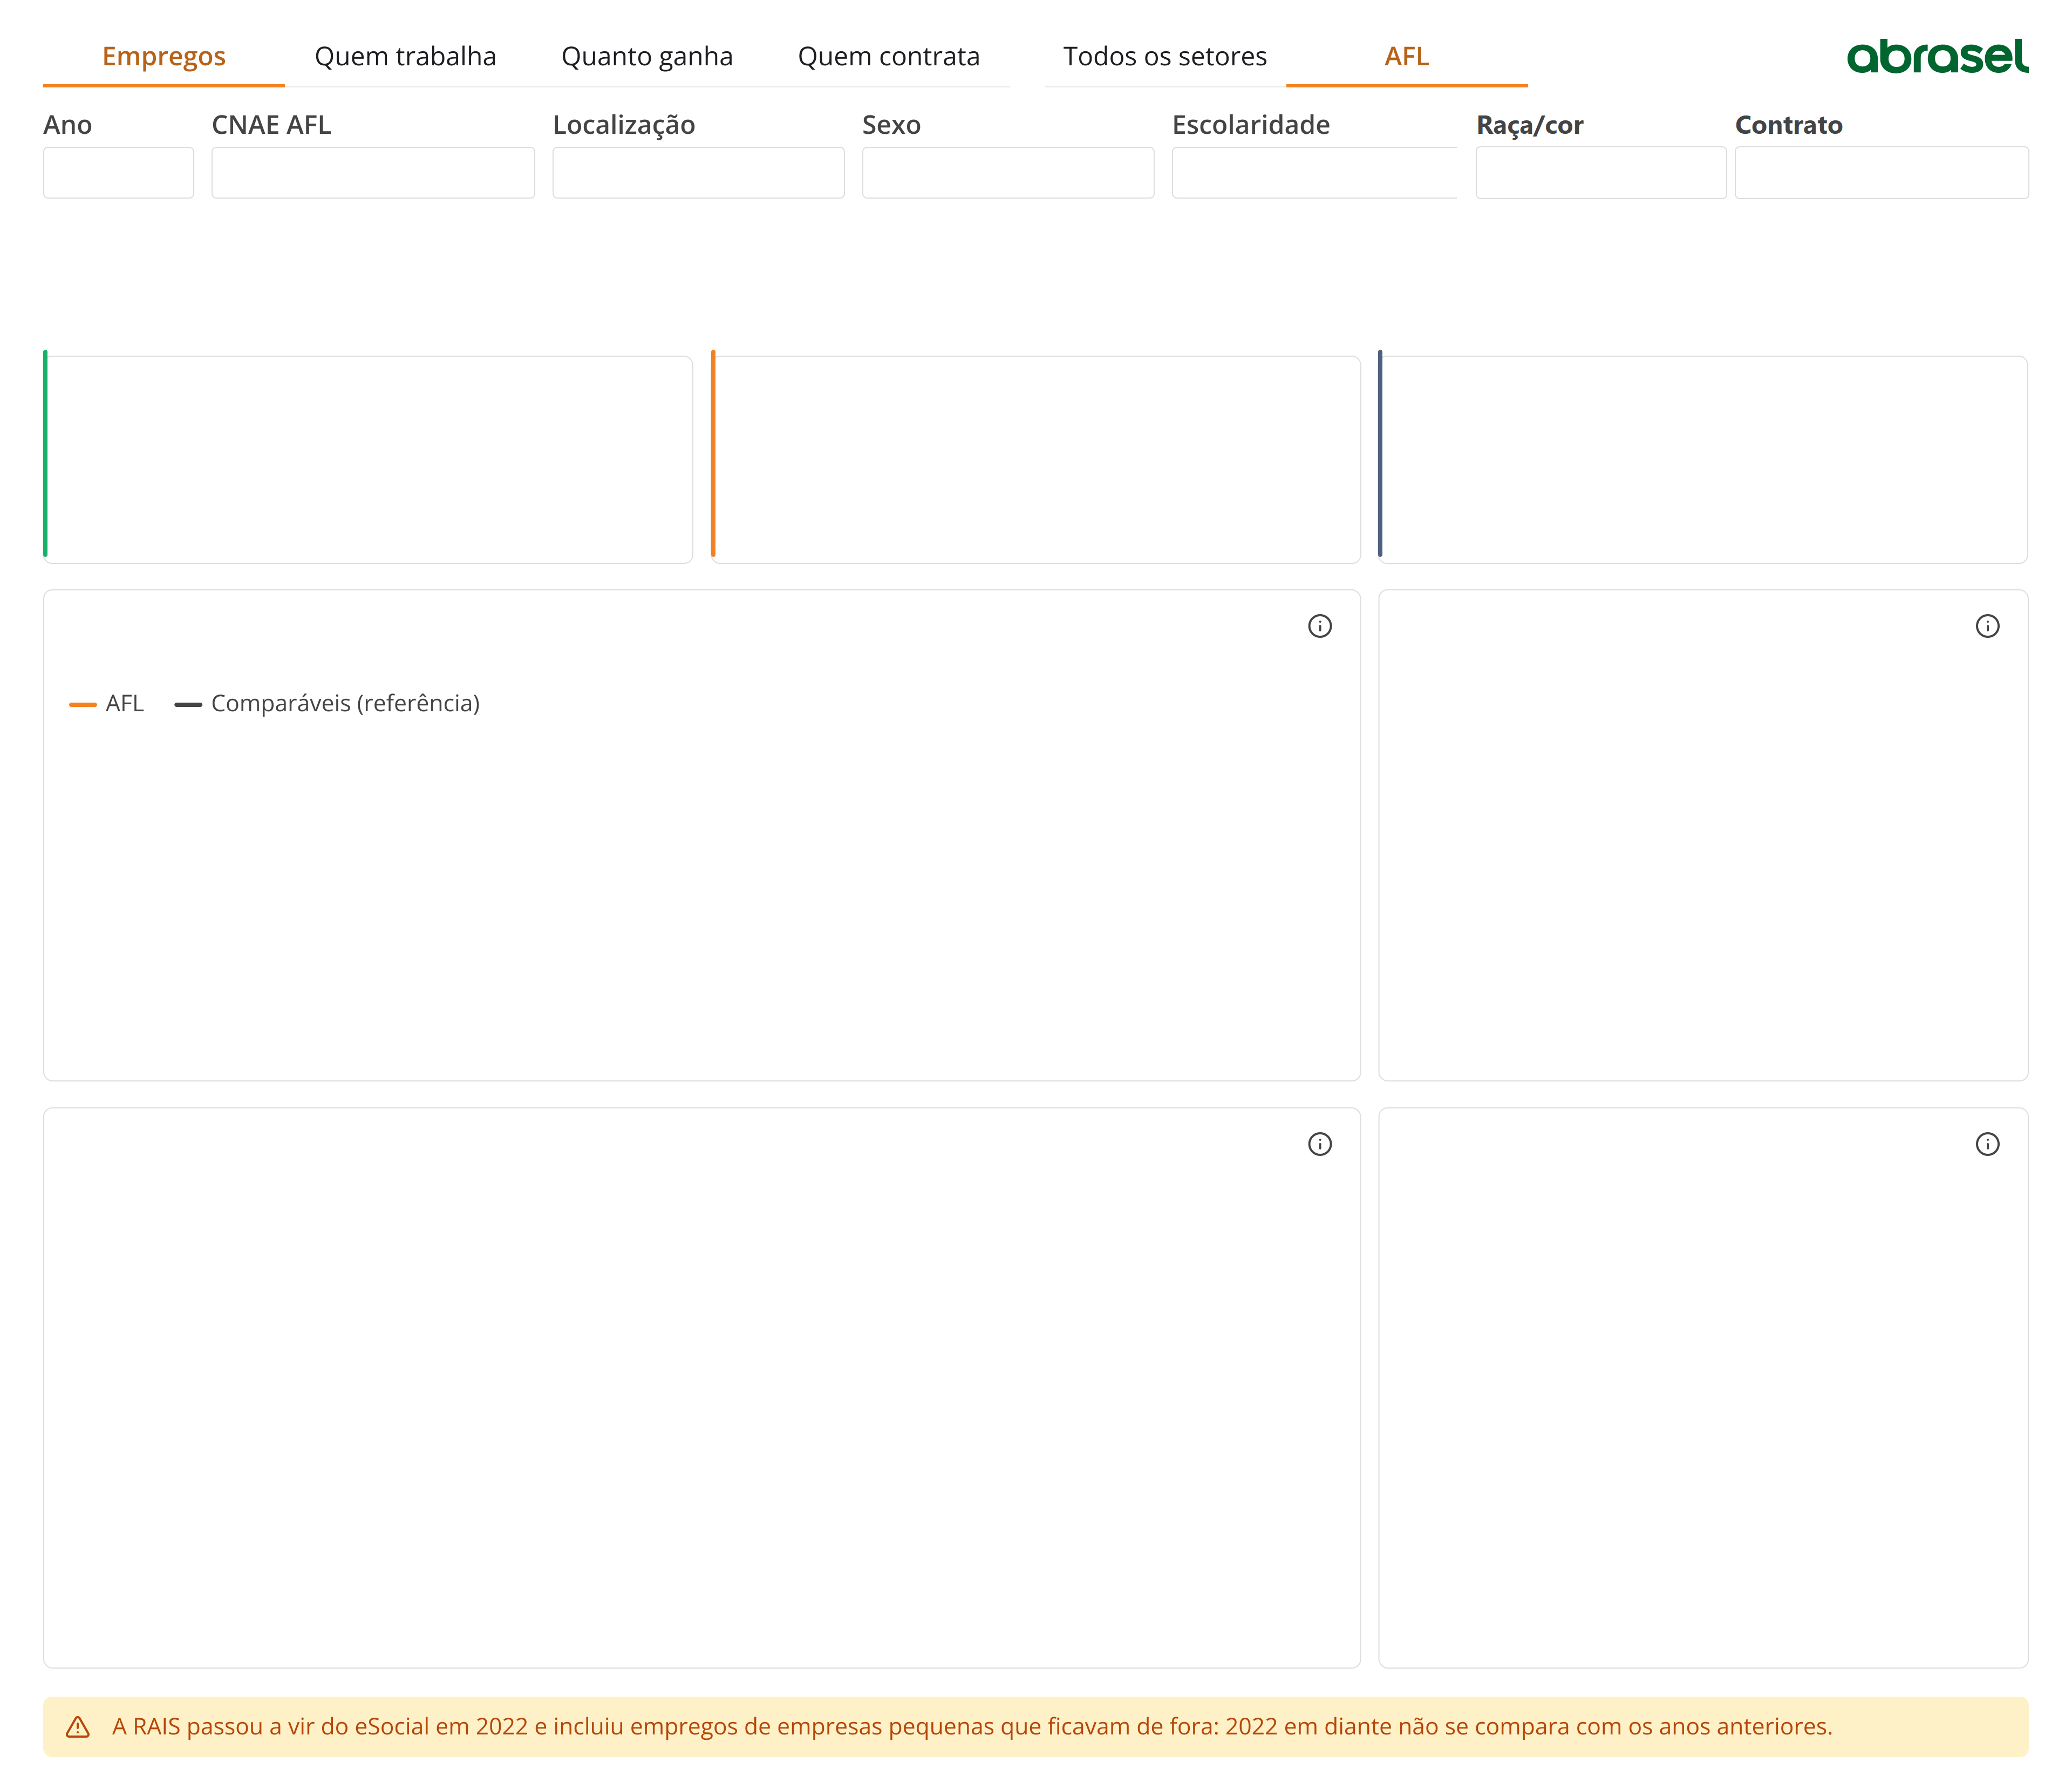 Empregos Quem trabalha Quanto ganha Quem contrata Todos os setores AFL abrasel
Ano CNAE AFL Localização Sexo Escolaridade Raça/cor Contrato
AFL Comparáveis (referência)
A RAIS passou a vir do eSocial em 2022 e incluiu empregos de empresas pequenas que ficavam de fora: 2022 em diante não se compara com os anos anteriores.